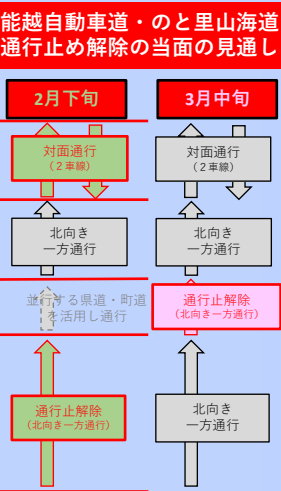 能越自動車道・のと里山海道
通行止め解除の当面の見通し
2月下旬
3月中旬
対面通行
(2車線)
対面通行
(2車線)
北向き
一方通行
北向き
一方通行
並行する県道・町道
を活用し通行
通行止解除
(北向き一方通行)
通行止解除
(北向き一方通行)
北向き
一方通行